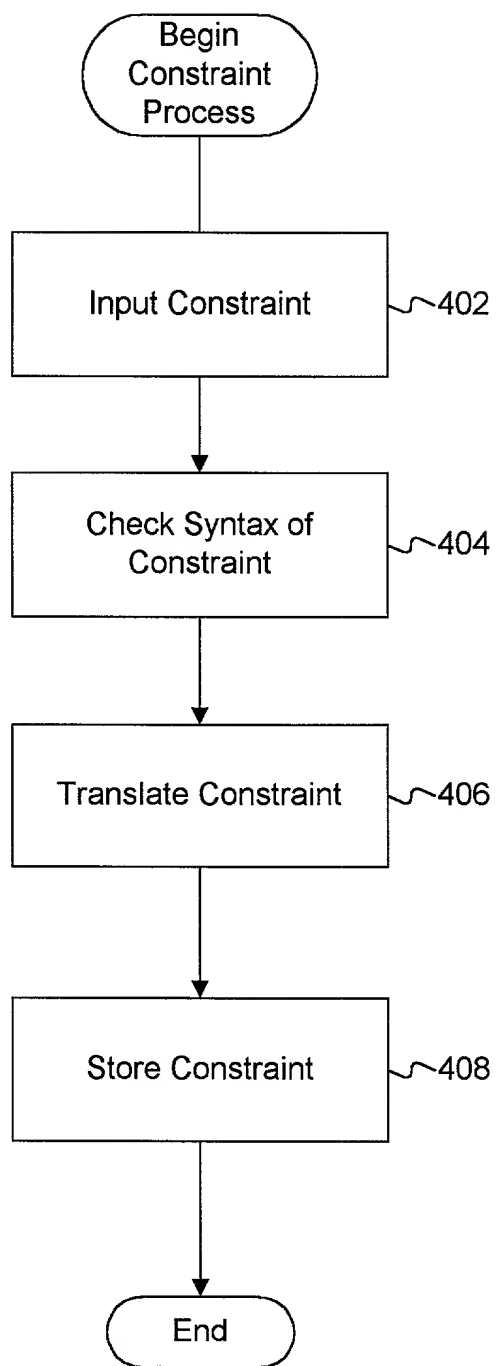 Begin
Constraint
Process
Input Constraint
402
Check Syntax of
Constraint
404
Translate Constraint
406
Store Constraint
408
End